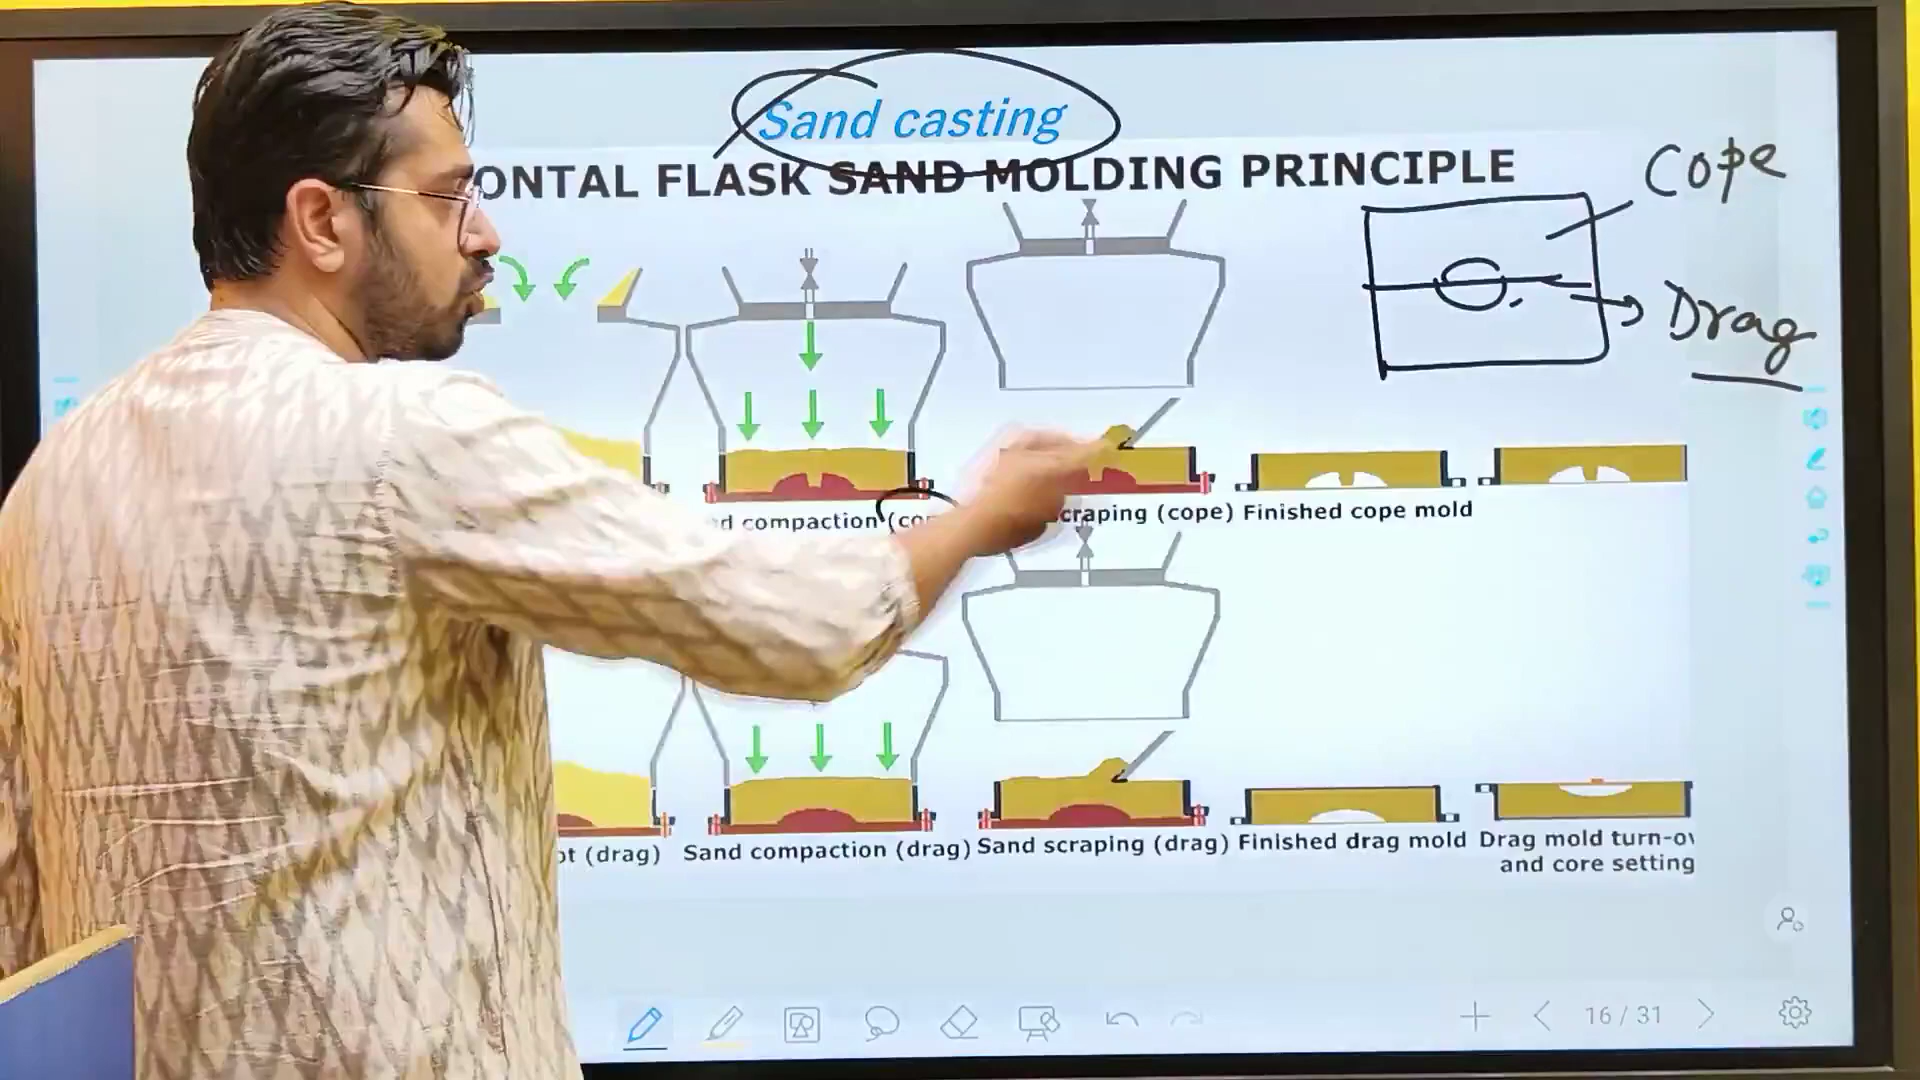 Sand casting
ONTAL FLASK SAND MOLDING PRINCIPLE
Cope
Drag
d compaction (co
craping (cope)
Finished cope mold
ot (drag)
Sand compaction (drag)
Sand scraping (drag)
Finished drag mold
Drag mold turn-ov
and core setting
16 / 31